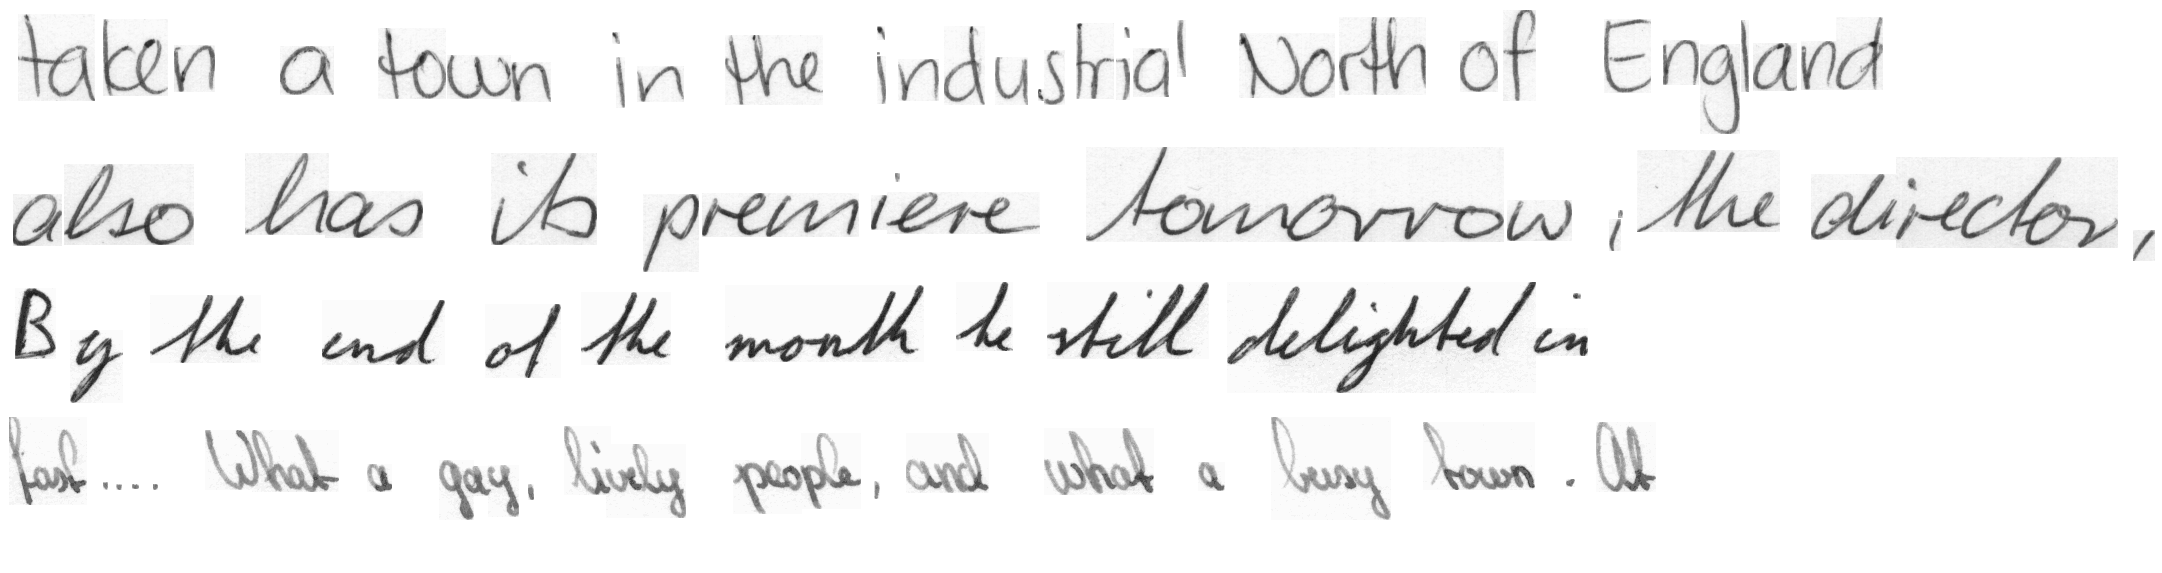 taken a town in the industrial North of England
also has its premiere tomorrow, the director,
By the end of the month he still delighted in
fast.... What a gay, lively people, and what a busy town. At